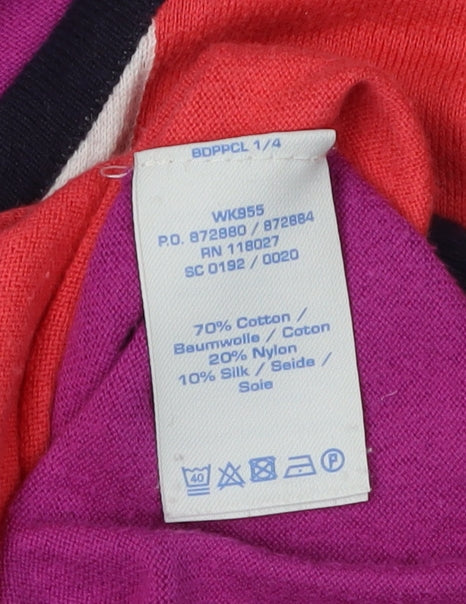 BDPPCL 1/4
WK955
P.O. 872880 / 872884
RN 118027
SC 0192 / 0020
70% Cotton /
Baumwolle / Coton
20% Nylon
10% Silk / Seide /
Soie
40
P